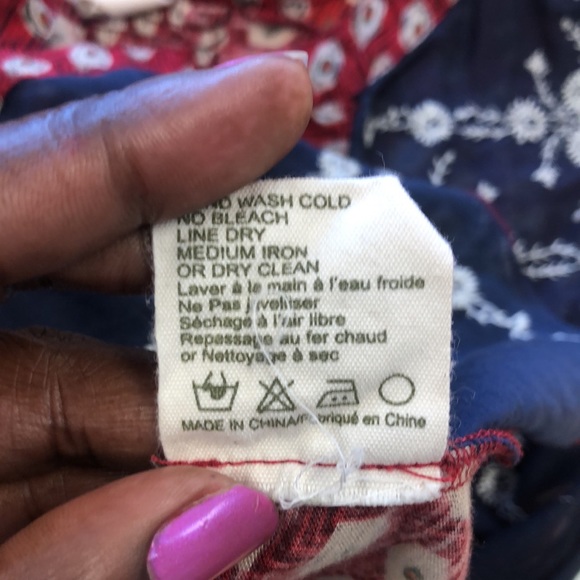 WASH COLD
NO BLEACH
LINE DRY
MEDIUM IRON
OR DRY CLEAN
Laver à la main à l'eau froide
Ne Pas
Séchage à l'air libre
Repassage au fer chaud
or Nettoyage à sec
MADE IN CHINA/Fabriqué en Chine